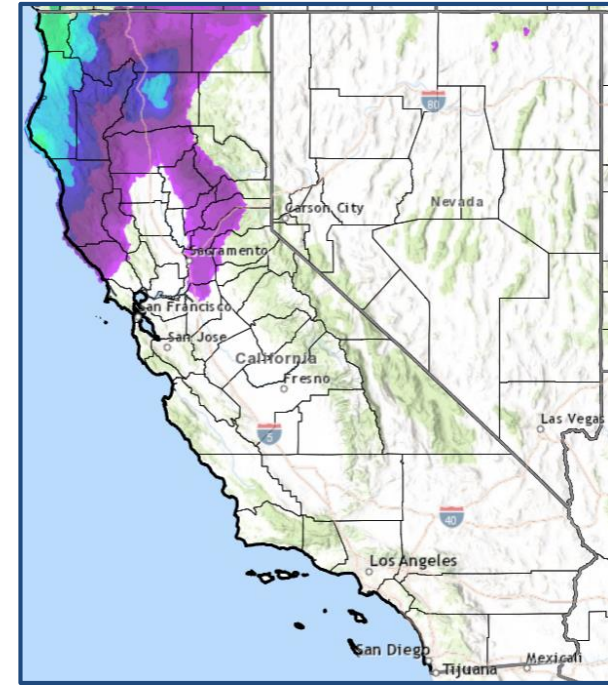 80
Nevada
Carson City
Sacramento
San Francisco
San Jose
California
Fresno
5
Las Vegas
40
Los Angeles
San Diego
Tijuana
Mexicali